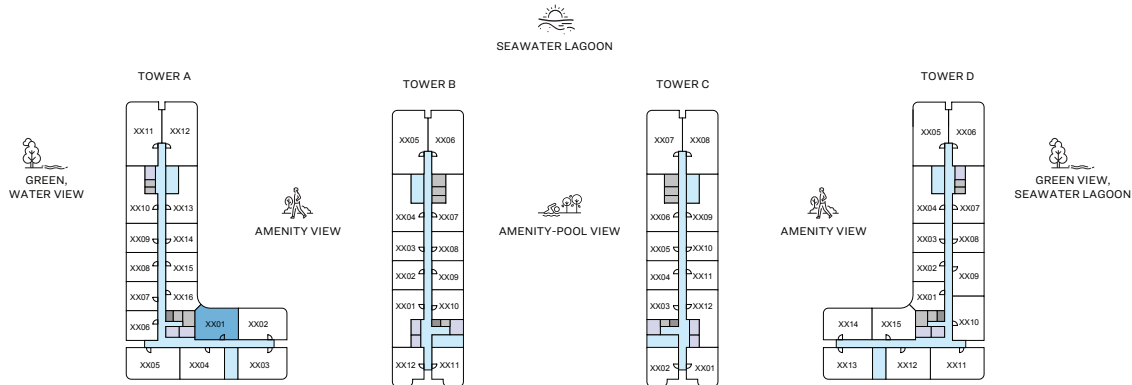 SEAWATER LAGOON
TOWER A
TOWER B
TOWER C
TOWER D
XX11 XX12
XX05 XX06
XX07 XX08
XX05 XX06
GREEN,
WATER VIEW
GREEN VIEW,
SEAWATER LAGOON
XX10 XX13
XX04 XX07
XX06 XX09
XX04 XX07
AMENITY VIEW
AMENITY-POOL VIEW
AMENITY VIEW
XX09 XX14
XX03 XX08
XX05 XX10
XX03 XX08
XX08 XX15
XX02 XX09
XX04 XX11
XX02 XX09
XX07 XX16
XX01 XX10
XX03 XX12
XX01
XX06 XX01 XX02
XX14 XX15 XX10
XX05 XX04 XX03
XX12 XX11
XX02 XX01
XX13 XX12 XX11